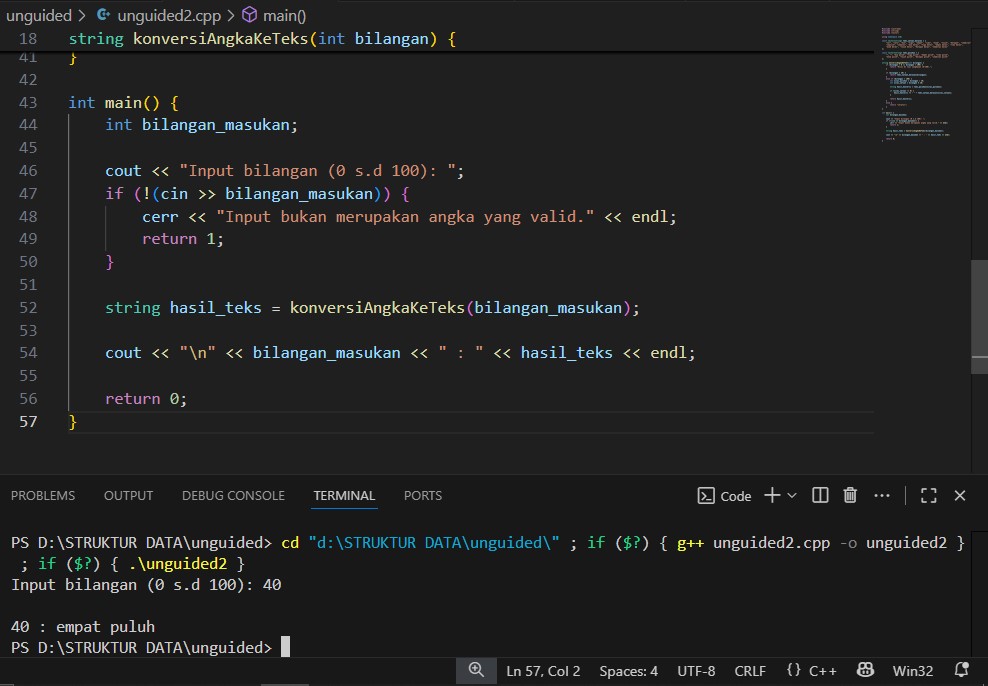 unguided > unguided2.cpp > main()
18 string konversiAngkaKeTeks(int bilangan) {
41 }
42
43 int main() {
44 int bilangan_masukan;
45
46 cout << "Input bilangan (0 s.d 100): ";
47 if (!(cin >> bilangan_masukan)) {
48 cerr << "Input bukan merupakan angka yang valid." << endl;
49 return 1;
50 }
51
52 string hasil_teks = konversiAngkaKeTeks(bilangan_masukan);
53
54 cout << "\n" << bilangan_masukan << " : " << hasil_teks << endl;
55
56 return 0;
57 }
PROBLEMS OUTPUT DEBUG CONSOLE TERMINAL PORTS Code
PS D:\STRUKTUR DATA\unguided> cd "d:\STRUKTUR DATA\unguided\" ; if ($?) { g++ unguided2.cpp -o unguided2 }
; if ($?) { .\unguided2 }
Input bilangan (0 s.d 100): 40
40 : empat puluh
PS D:\STRUKTUR DATA\unguided>
Ln 57, Col 2 Spaces: 4 UTF-8 CRLF {} C++ Win32